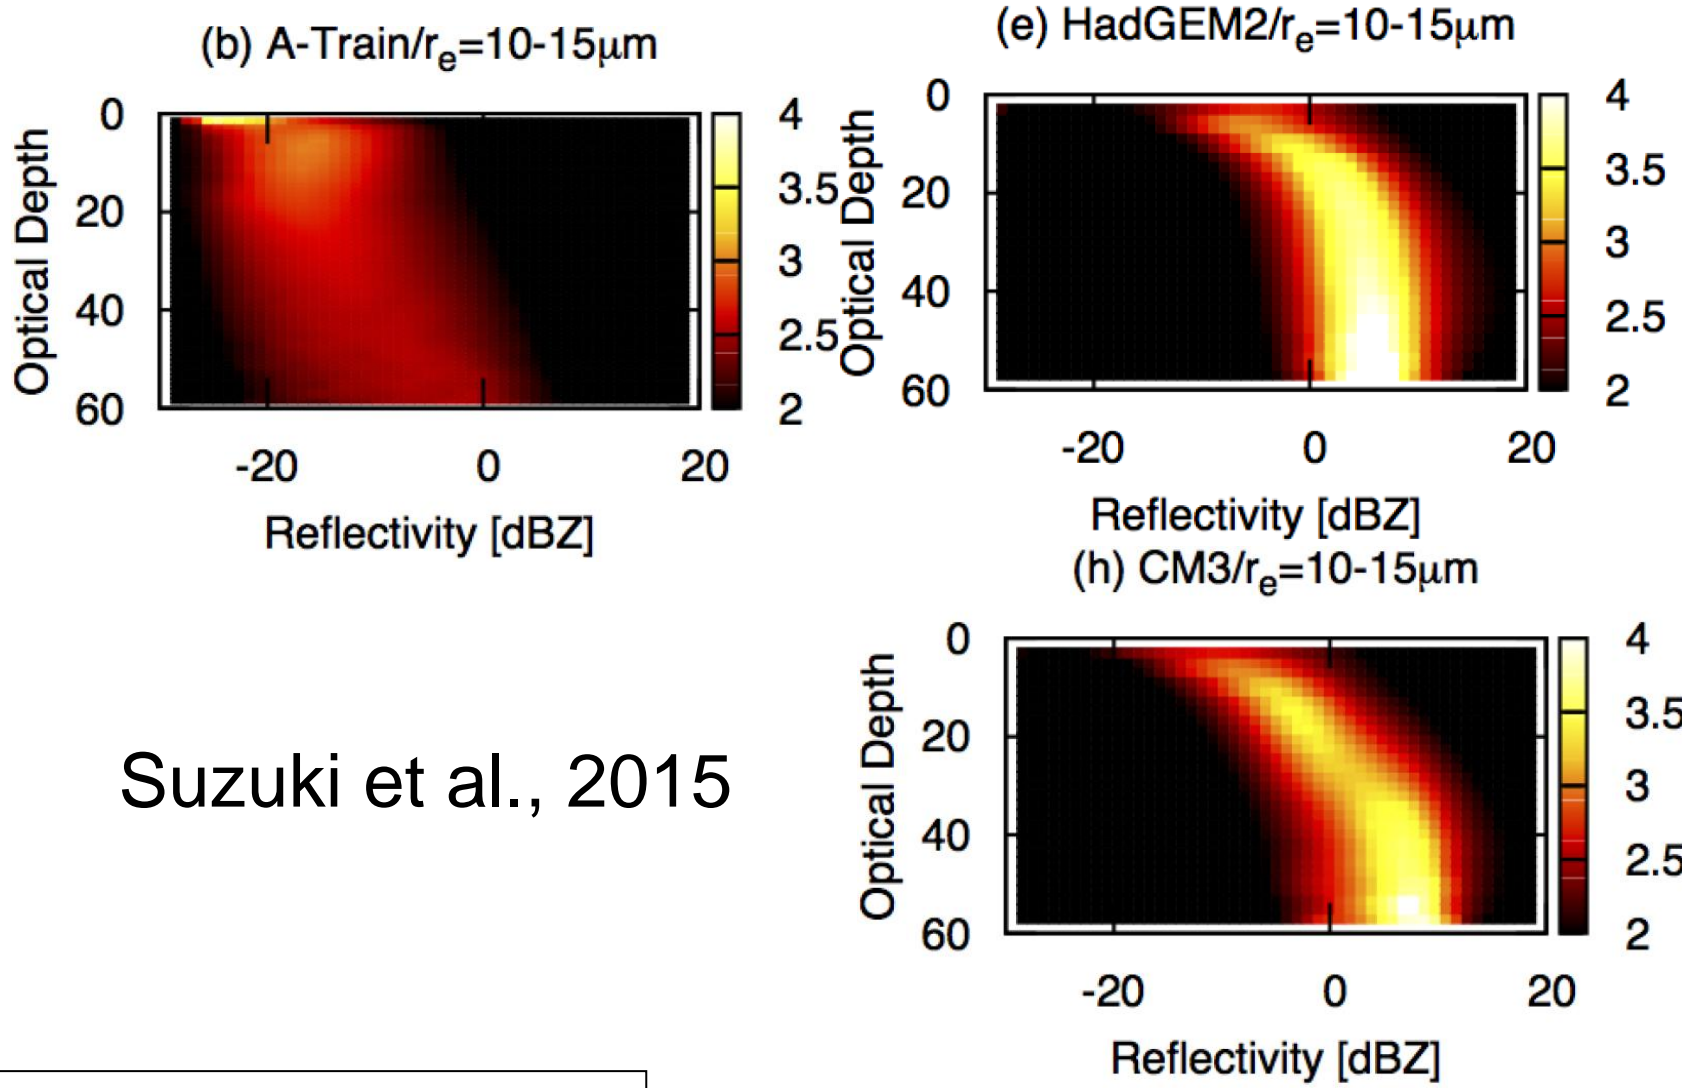 (b) A-Train/re=10-15μm
0
20
40
60
Optical Depth
-20 0 20
Reflectivity [dBZ]
4
3.5
3
2.5
2
(e) HadGEM2/re=10-15μm
0
20
40
60
Optical Depth
-20 0 20
Reflectivity [dBZ]
4
3.5
3
2.5
2
(h) CM3/re=10-15μm
0
20
40
60
Optical Depth
-20 0 20
Reflectivity [dBZ]
4
3.5
3
2.5
2
Suzuki et al., 2015